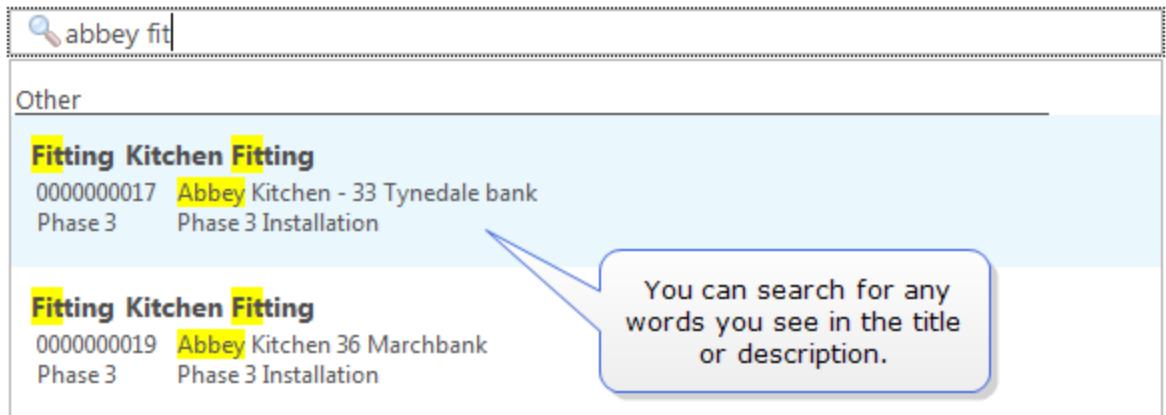 abbey fit
Other
Fitting Kitchen Fitting
0000000017 Abbey Kitchen - 33 Tynedale bank
Phase 3 Phase 3 Installation
You can search for any
words you see in the title
or description.
Fitting Kitchen Fitting
0000000019 Abbey Kitchen 36 Marchbank
Phase 3 Phase 3 Installation